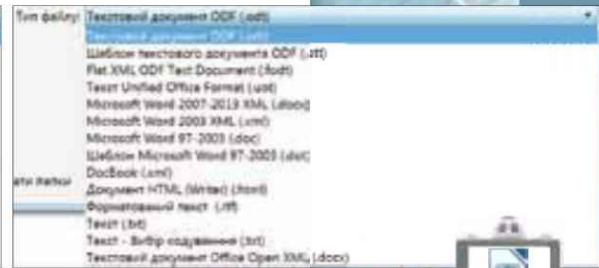 Тип файлу: Текстовий документ ODF (.odt)
Текстовий документ ODF (.odt)
Шаблон текстового документа ODF (.ott)
Flat XML ODF Text Document (.fodt)
Текст Unified Office Format (.uot)
Microsoft Word 2007-2013 XML (.docx)
Microsoft Word 2003 XML (.xml)
Microsoft Word 97-2003 (.doc)
Шаблон Microsoft Word 97-2003 (.dot)
DocBook (.xml)
ати папки
Документ HTML (Writer) (.html)
Форматований текст (.rtf)
Текст (.txt)
Текст - Вибір кодування (.txt)
Текстовий документ Office Open XML (.docx)